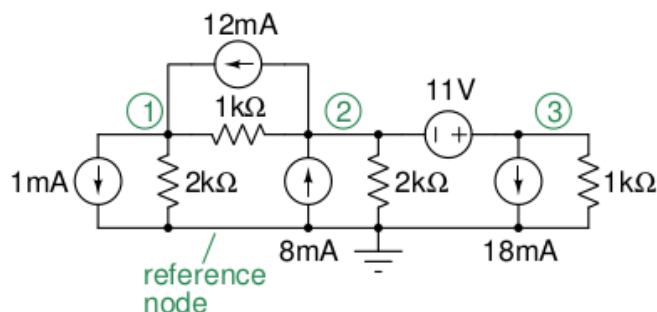 12mA
1
1kΩ
2
11V
3
1mA
2kΩ
2kΩ
1kΩ
8mA
18mA
reference
node